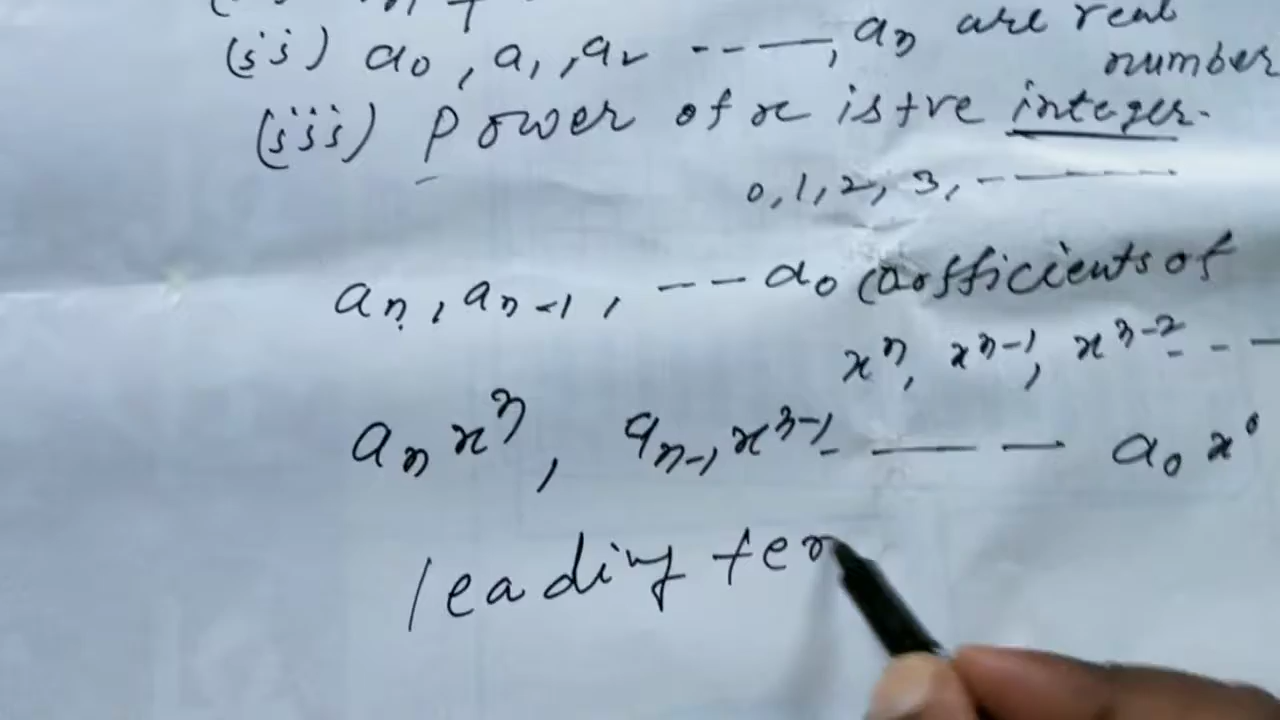 (ii) a₀, a₁, a₂ -----, aₙ are real
number
(iii) Power of x is +ve integer.
0, 1, 2, 3, - ———
aₙ, aₙ₋₁, -- a₀ coefficients of
xⁿ, xⁿ⁻¹, xⁿ⁻² - - -
aₙxⁿ, aₙ₋₁xⁿ⁻¹ - —— — a₀x⁰
leading ter